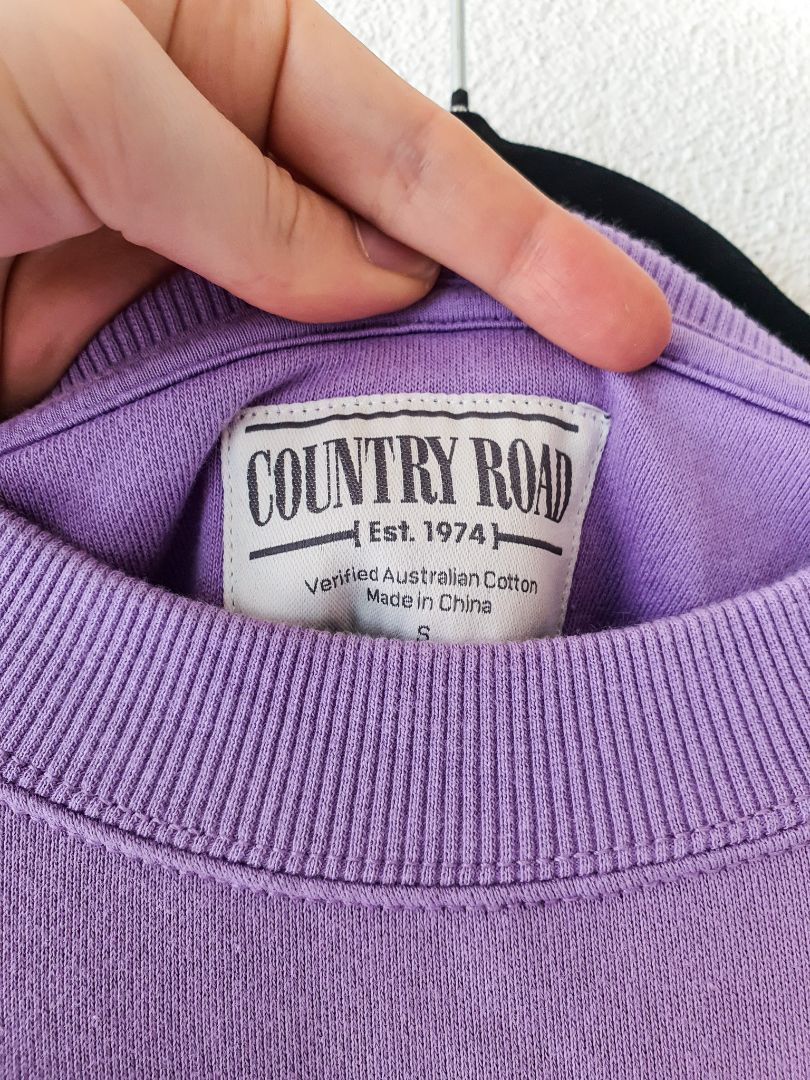 COUNTRY ROAD
Est. 1974
Verified Australian Cotton
Made in China
S